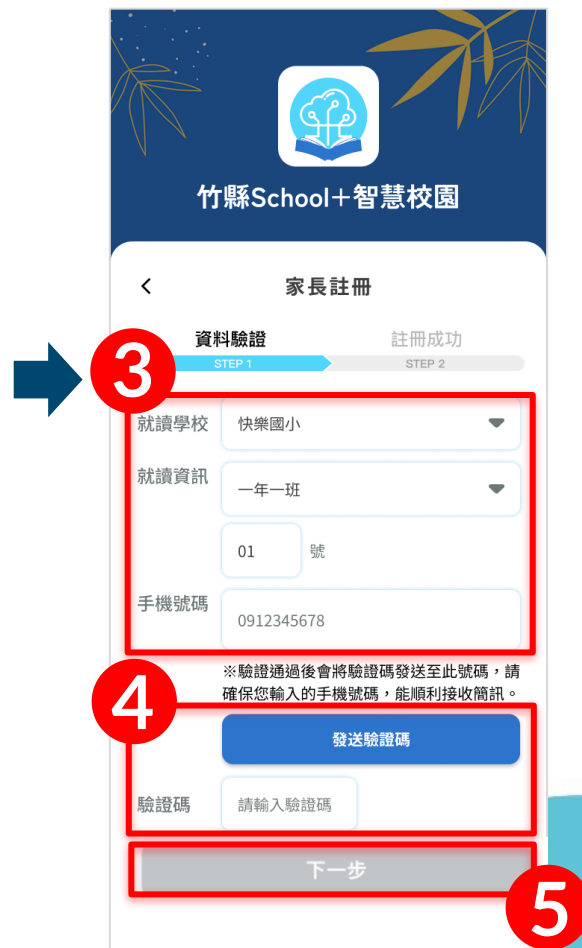 竹縣School+智慧校園
家長註冊
資料驗證 註冊成功
STEP 1 STEP 2
3
就讀學校 快樂國小
就讀資訊 一年一班
01 號
手機號碼 0912345678
※驗證通過後會將驗證碼發送至此號碼，請
確保您輸入的手機號碼，能順利接收簡訊。
4
發送驗證碼
驗證碼 請輸入驗證碼
下一步
5